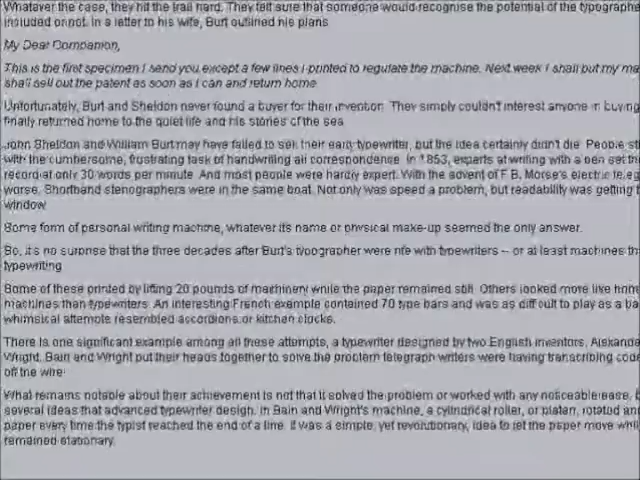 Whatever the case, they hit the trail hard. They felt sure that someone would recognise the potential of the typographe
included or not. In a letter to his wife, Burt outlined his plans
My Dear Companion,
This is the first specimen I send you except a few lines I printed to regulate the machine. Next week I shall put my ma
shall sell out the patent as soon as I can and return home
Unfortunately, Burt and Sheldon never found a buyer for their invention. They simply couldn't interest anyone in buying
finally returned home to the quiet life and his stories of the sea
John Sheldon and William Burt may have failed to sell their early typewriter, but the idea certainly didn't die. People sti
with the cumbersome, frustrating task of handwriting all correspondence. In 1853, experts at writing with a pen set the
record at only 30 words per minute. And most people were hardly expert. With the advent of F.B. Morse's electric teleg
worse. Shorthand stenographers were in the same boat. Not only was speed a problem, but readability was getting t
window
Some form of personal writing machine, whatever its name or physical make-up seemed the only answer.
So, it's no surprise that the three decades after Burt's typographer were rife with typewriters -- or at least machines th
typewriting
Some of these printed by lifting 20 pounds of machinery while the paper remained still. Others looked more like
machines than typewriters. An interesting French example contained 70 type bars and was as difficult to play as a ba
whimsical attempts resembled accordions or kitchen clocks.
There is one significant example among all these attempts, a typewriter designed by two English inventors, Alexande
Wright. Bain and Wright put their heads together to solve the problem telegraph writers were having transcribing code
off the wire
What remains notable about their achievement is not that it solved the problem or worked with any noticeable ease, b
several ideas that advanced typewriter design. In Bain and Wright's machine, a cylindrical roller, or platen, rotated an
paper every time the typist reached the end of a line. It was a simple, yet revolutionary, idea to let the paper move whil
remained stationary.